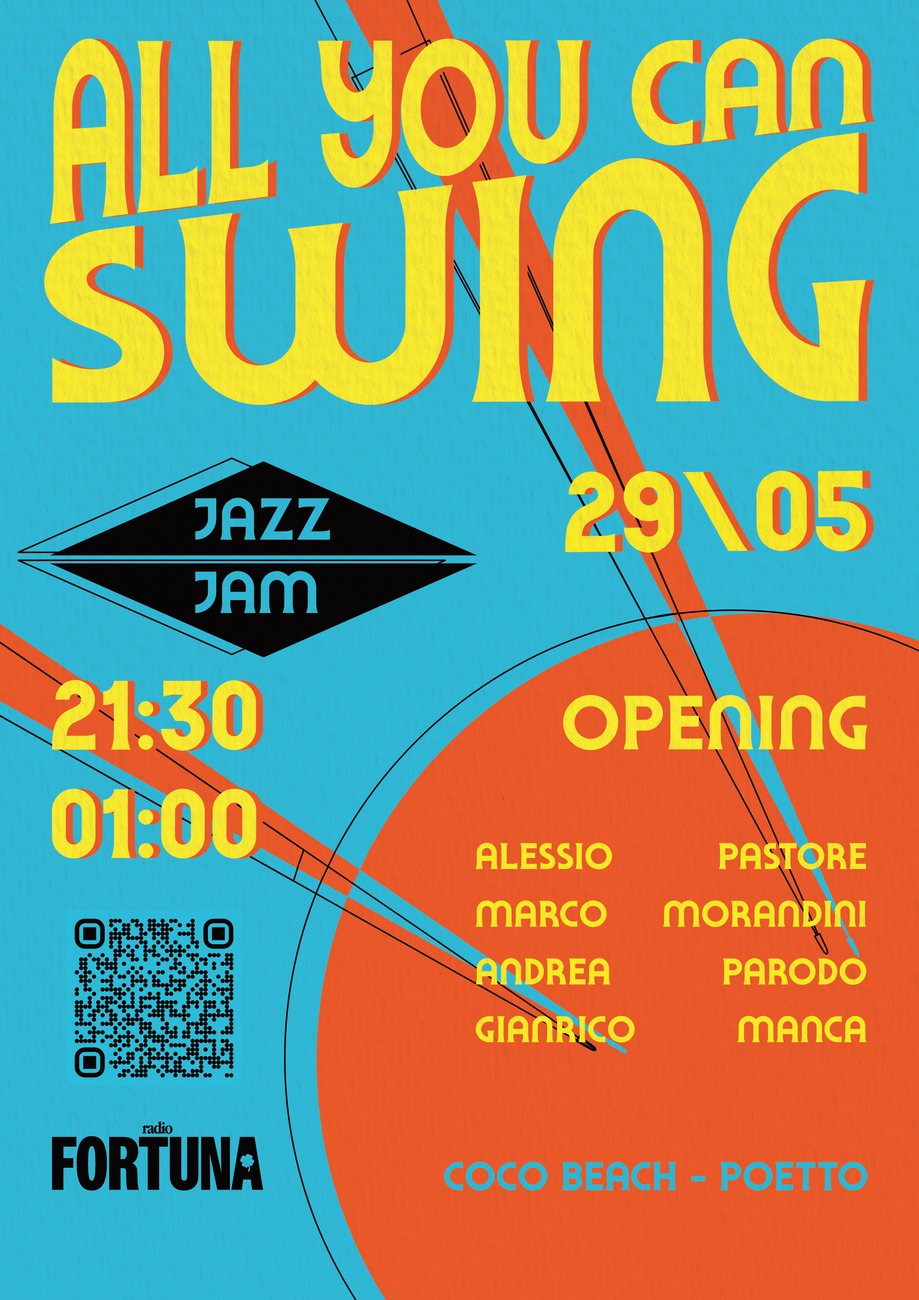 ALL YOU CAN
SWING
JAZZ
JAM
29\05
21:30
01:00
OPENING
ALESSIO PASTORE
MARCO MORANDINI
ANDREA PARODO
GIANRICO MANCA
radio
FORTUNA
COCO BEACH - POETTO